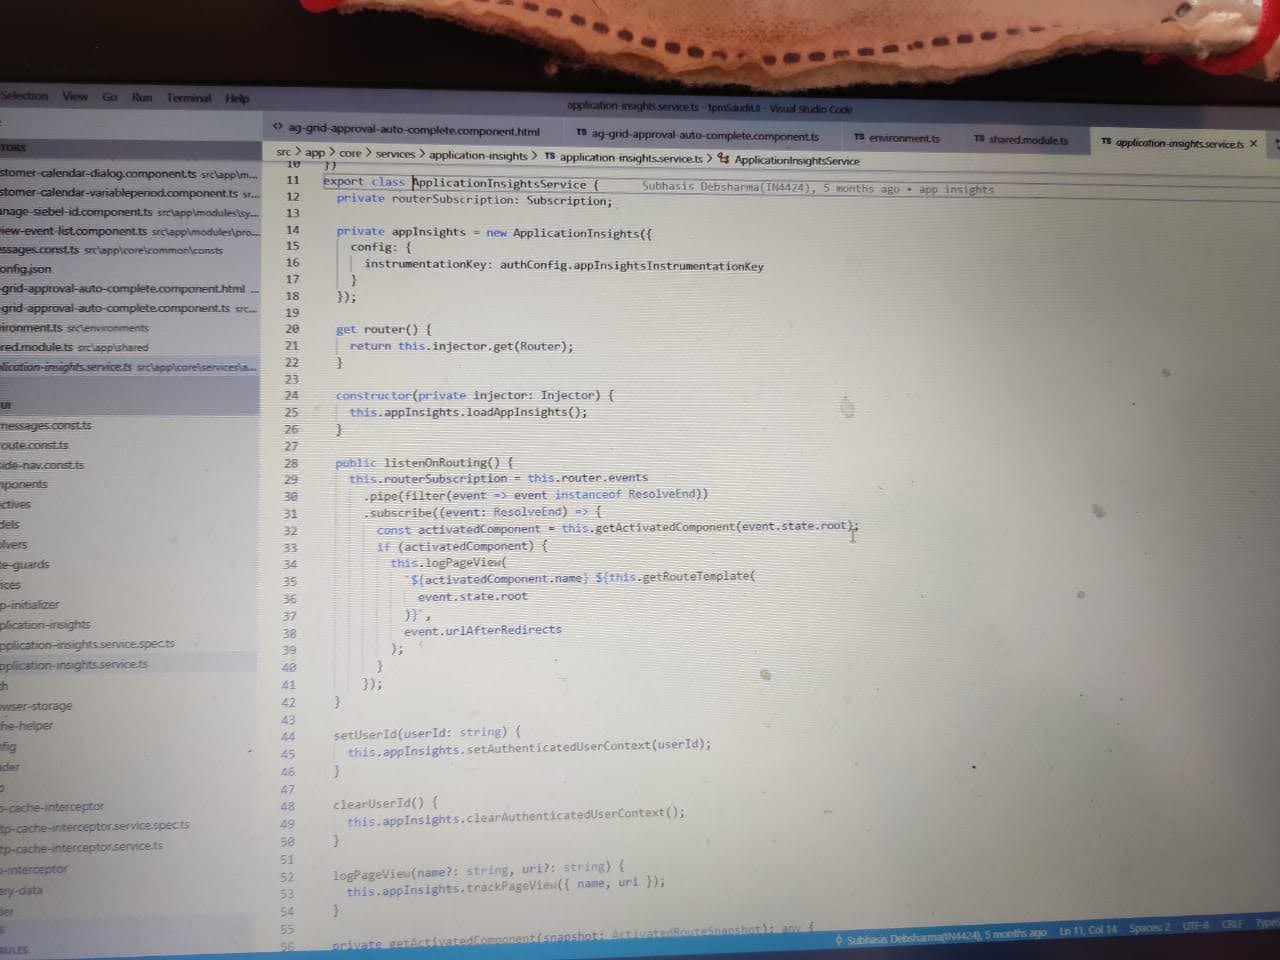 Selection View Go Run Terminal Help
application-insights.service.ts - tpmSaudiUI - Visual Studio Code
<> ag-grid-approval-auto-complete.component.html
TS ag-grid-approval-auto-complete.component.ts
TS environment.ts
TS shared.module.ts
TS application-insights.service.ts ×
src > app > core > services > application-insights > TS application-insights.service.ts > ApplicationInsightsService
TORS
stomer-calendar-dialog.component.ts src\app\m...
stomer-calendar-variableperiod.component.ts sr...
nage-siebel-id.component.ts src\app\modules\sy...
iew-event-list.component.ts src\app\modules\pro...
ssages.const.ts src\app\core\common\consts
onfig.json
-grid-approval-auto-complete.component.html ...
-grid-approval-auto-complete.component.ts src...
ironment.ts src\environments
red.module.ts src\app\shared
lication-insights.service.ts src\app\core\services\a...
UI
messages.const.ts
oute.const.ts
ide-nav.const.ts
mponents
ctives
dels
olvers
te-guards
ices
p-initializer
plication-insights
pplication-insights.service.spec.ts
pplication-insights.service.ts
h
wser-storage
he-helper
fig
der
p-cache-interceptor
tp-cache-interceptor.service.spec.ts
tp-cache-interceptor.service.ts
-interceptor
ary-data
RULES
10 })
11 export class ApplicationInsightsService { Subhasis Debsharma(IN4424), 5 months ago • app insights
12 private routerSubscription: Subscription;
13
14 private appInsights = new ApplicationInsights({
15 config: {
16 instrumentationKey: authConfig.appInsightsInstrumentationKey
17 }
18 });
19
20 get router() {
21 return this.injector.get(Router);
22 }
23
24 constructor(private injector: Injector) {
25 this.appInsights.loadAppInsights();
26 }
27
28 public listenOnRouting() {
29 this.routerSubscription = this.router.events
30 .pipe(filter(event => event instanceof ResolveEnd))
31 .subscribe((event: ResolveEnd) => {
32 const activatedComponent = this.getActivatedComponent(event.state.root);
33 if (activatedComponent) {
34 this.logPageView(
35 `${activatedComponent.name} ${this.getRouteTemplate(
36 event.state.root
37 )}`,
38 event.urlAfterRedirects
39 );
40 }
41 });
42 }
43
44 setUserId(userId: string) {
45 this.appInsights.setAuthenticatedUserContext(userId);
46 }
47
48 clearUserId() {
49 this.appInsights.clearAuthenticatedUserContext();
50 }
51
52 logPageView(name?: string, uri?: string) {
53 this.appInsights.trackPageView({ name, uri });
54 }
55
56 private getActivatedComponent(snapshot: ActivatedRouteSnapshot): any {
Subhasis Debsharma(IN4424), 5 months ago Ln 11, Col 14 Spaces: 2 UTF-8 CRLF Type